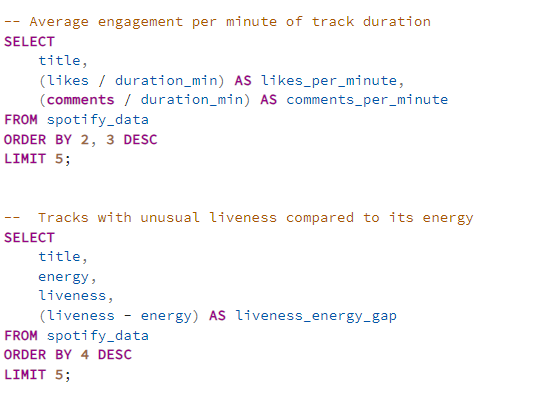 -- Average engagement per minute of track duration
SELECT
    title,
    (likes / duration_min) AS likes_per_minute,
    (comments / duration_min) AS comments_per_minute
FROM spotify_data
ORDER BY 2, 3 DESC
LIMIT 5;

--  Tracks with unusual liveness compared to its energy
SELECT
    title,
    energy,
    liveness,
    (liveness - energy) AS liveness_energy_gap
FROM spotify_data
ORDER BY 4 DESC
LIMIT 5;